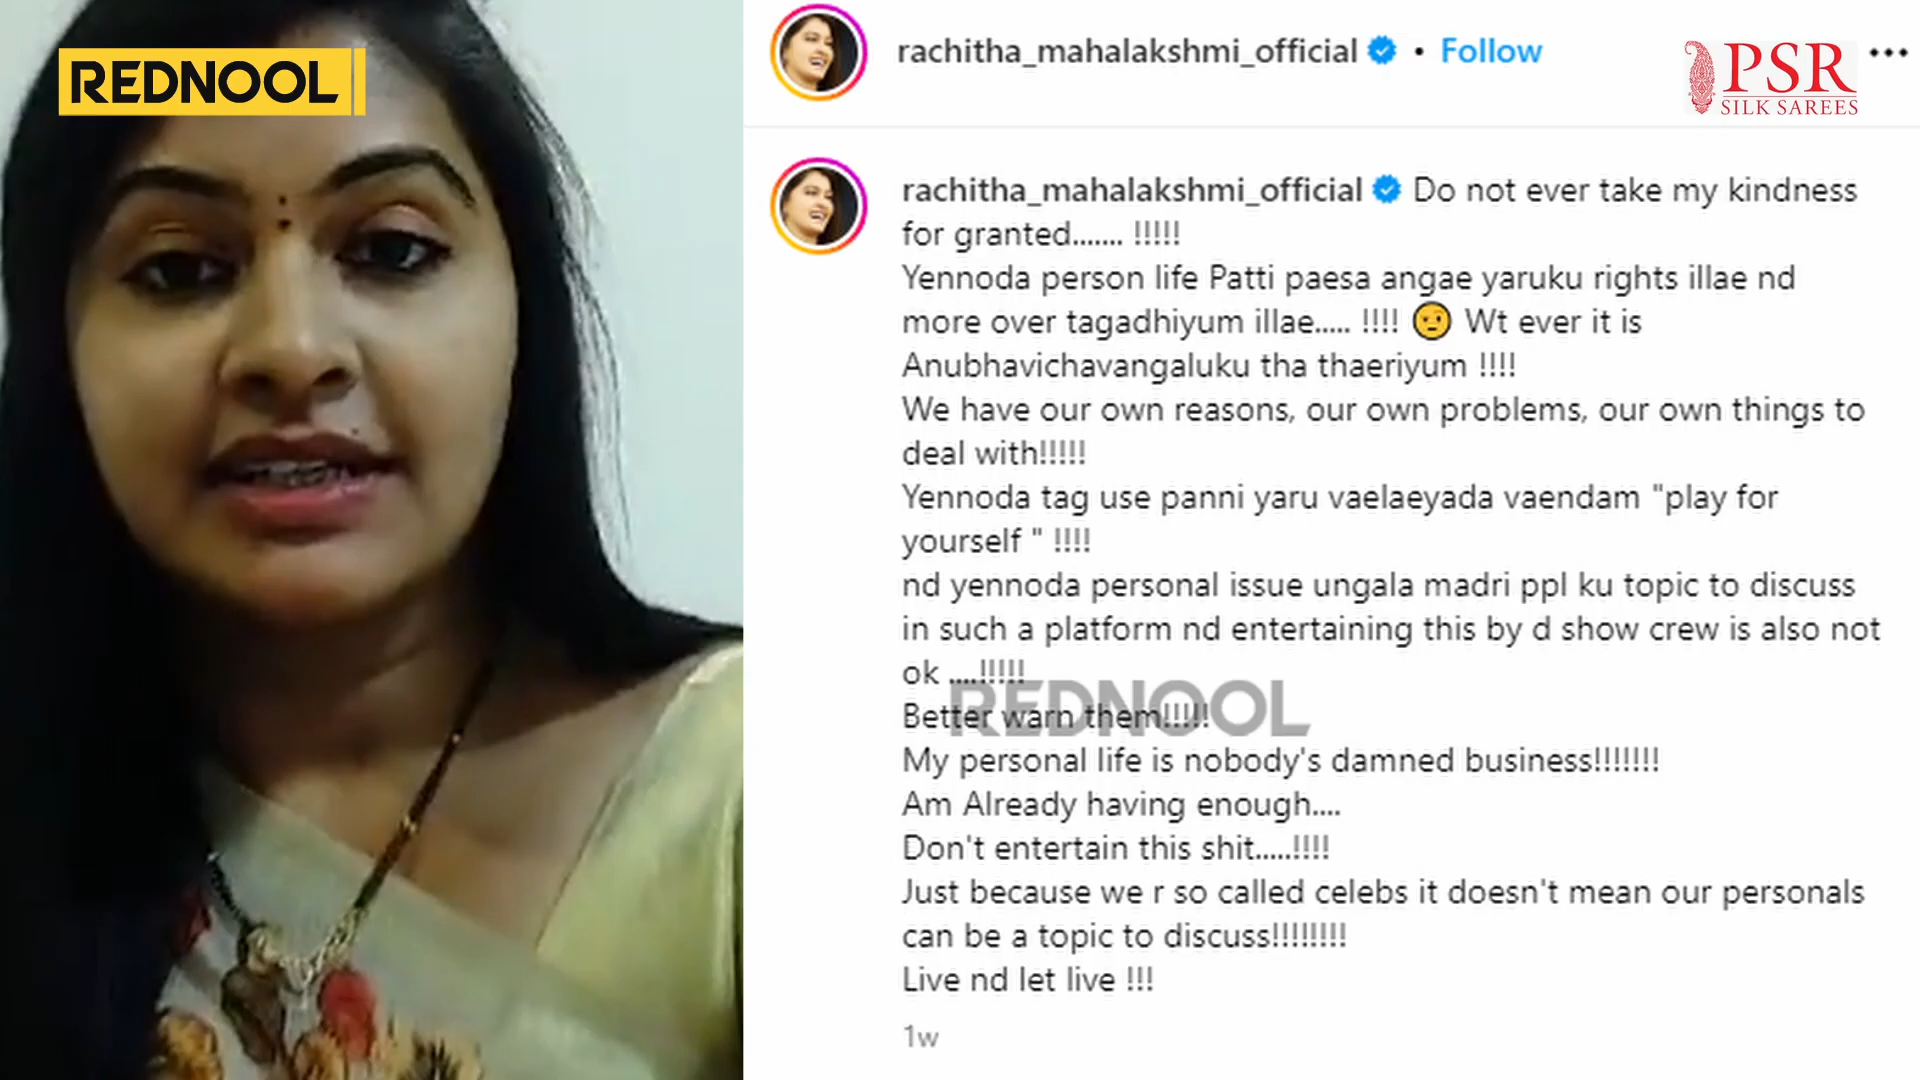 REDNOOL
rachitha_mahalakshmi_official • Follow
PSR
SILK SAREES
rachitha_mahalakshmi_official Do not ever take my kindness
for granted....... !!!!!
Yennoda person life Patti paesa angae yaruku rights illae nd
more over tagadhiyum illae..... !!!! 🤨 Wt ever it is
Anubhavichavangaluku tha thaeriyum !!!!
We have our own reasons, our own problems, our own things to
deal with!!!!!
Yennoda tag use panni yaru vaelaeyada vaendam "play for
yourself " !!!!
nd yennoda personal issue ungala madri ppl ku topic to discuss
in such a platform nd entertaining this by d show crew is also not
ok ....!!!!!
REDNOOL
Better warn them!!!!!
My personal life is nobody's damned business!!!!!!!
Am Already having enough....
Don't entertain this shit.....!!!!
Just because we r so called celebs it doesn't mean our personals
can be a topic to discuss!!!!!!!!
Live nd let live !!!
1w